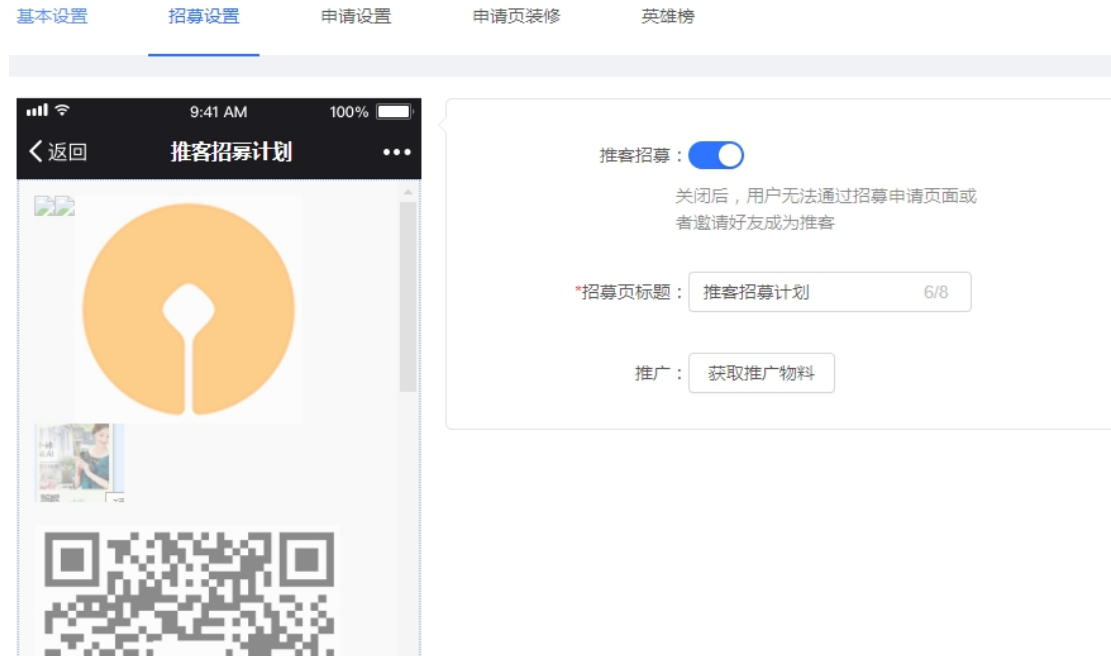 基本设置
招募设置
申请设置
申请页装修
英雄榜
9:41 AM
100%
返回
推客招募计划
推客招募：
关闭后，用户无法通过招募申请页面或
者邀请好友成为推客
*招募页标题：
推客招募计划
6/8
推广：
获取推广物料